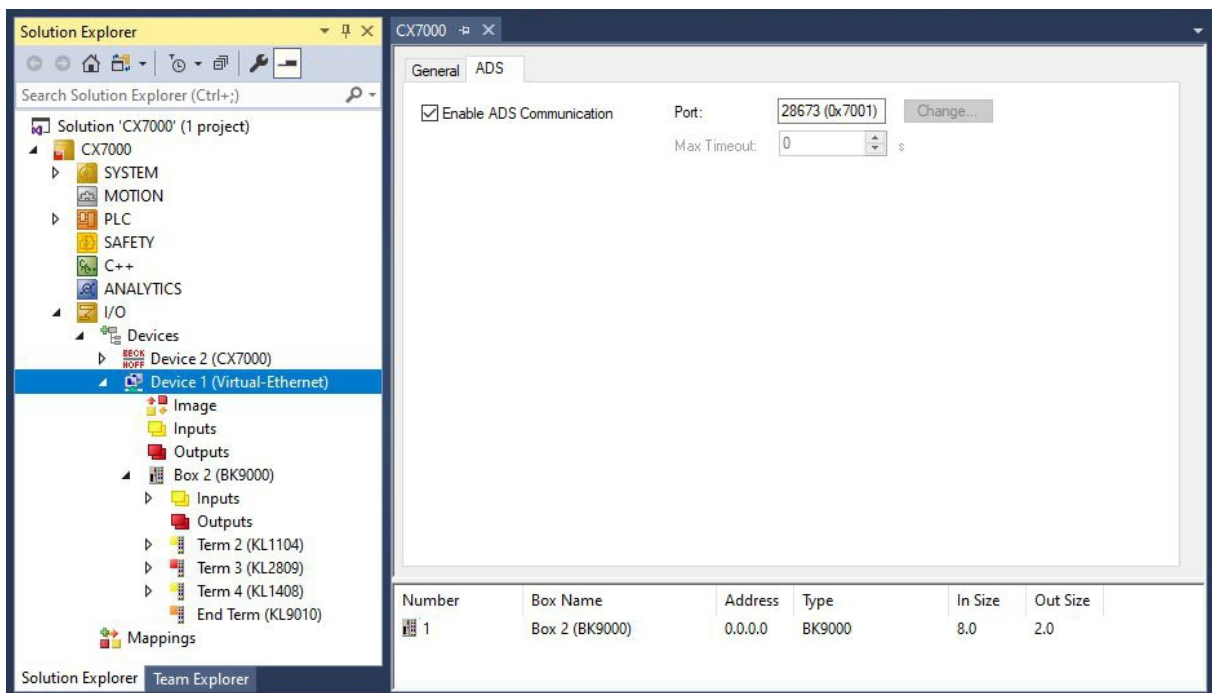 Solution Explorer
Search Solution Explorer (Ctrl+;)
Solution 'CX7000' (1 project)
CX7000
SYSTEM
MOTION
PLC
SAFETY
C++
ANALYTICS
I/O
Devices
BECK
HOFF
Device 2 (CX7000)
Device 1 (Virtual-Ethernet)
Image
Inputs
Outputs
Box 2 (BK9000)
Inputs
Outputs
Term 2 (KL1104)
Term 3 (KL2809)
Term 4 (KL1408)
End Term (KL9010)
Mappings
Solution Explorer Team Explorer
CX7000
General ADS
Enable ADS Communication Port: 28673 (0x7001) Change...
Max Timeout: 0 s
Number Box Name Address Type In Size Out Size
1 Box 2 (BK9000) 0.0.0.0 BK9000 8.0 2.0